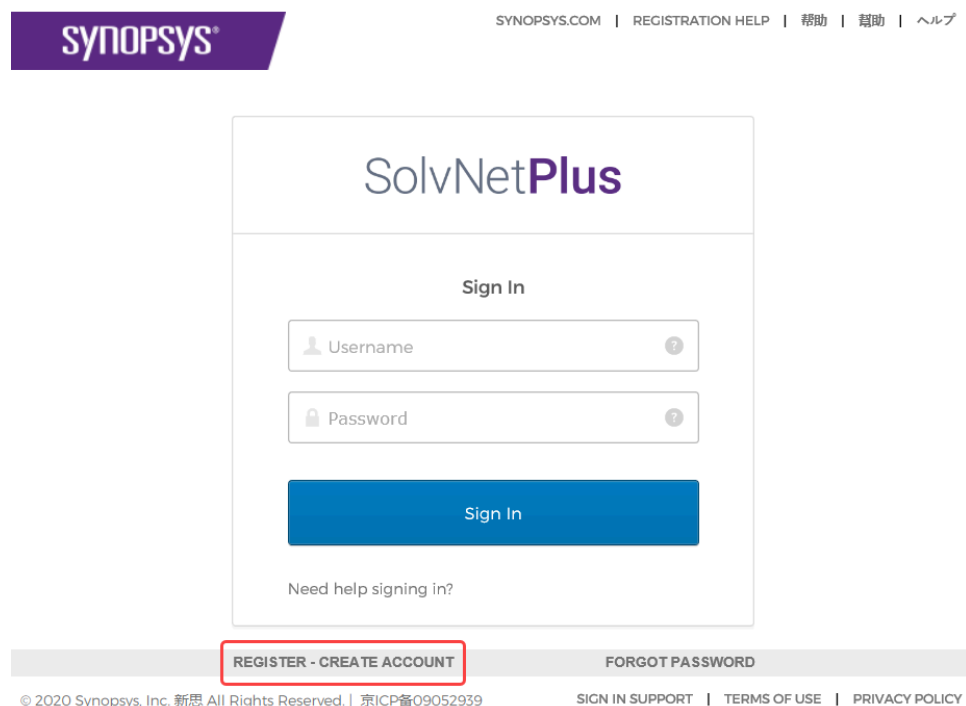 SYNOPSYS®
SYNOPSYS.COM | REGISTRATION HELP | 帮助 | 幫助 | ヘルプ
SolvNetPlus
Sign In
Username ?
Password ?
Sign In
Need help signing in?
REGISTER - CREATE ACCOUNT FORGOT PASSWORD
© 2020 Synopsys, Inc. 新思 All Rights Reserved. | 京ICP备09052939 SIGN IN SUPPORT | TERMS OF USE | PRIVACY POLICY